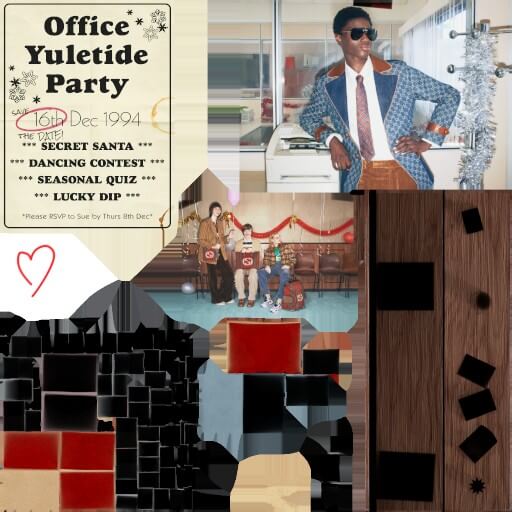 Office
Yuletide
Party
SAVE
16th Dec 1994
THE DATE!
*** SECRET SANTA ***
*** DANCING CONTEST ***
*** SEASONAL QUIZ ***
*** LUCKY DIP ***
*Please RSVP to Sue by Thurs 8th Dec*